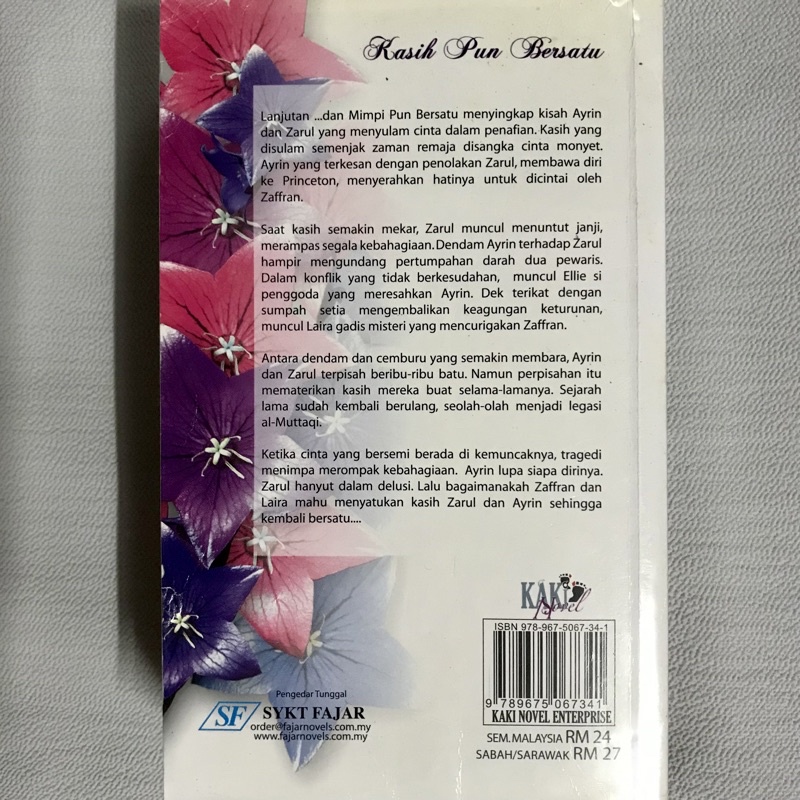 Kasih Pun Bersatu
Lanjutan ...dan Mimpi Pun Bersatu menyingkap kisah Ayrin
dan Zarul yang menyulam cinta dalam penafian. Kasih yang
disulam semenjak zaman remaja disangka cinta monyet.
Ayrin yang terkesan dengan penolakan Zarul, membawa diri
ke Princeton, menyerahkan hatinya untuk dicintai oleh
Zaffran.
Saat kasih semakin mekar, Zarul muncul menuntut janji,
merampas segala kebahagiaan. Dendam Ayrin terhadap Zarul
hampir mengundang pertumpahan darah dua pewaris.
Dalam konflik yang tidak berkesudahan, muncul Ellie si
penggoda yang meresahkan Ayrin. Dek terikat dengan
sumpah setia mengembalikan keagungan keturunan,
muncul Laira gadis misteri yang mencurigakan Zaffran.
Antara dendam dan cemburu yang semakin membara, Ayrin
dan Zarul terpisah beribu-ribu batu. Namun perpisahan itu
mematerikan kasih mereka buat selama-lamanya. Sejarah
lama sudah kembali berulang, seolah-olah menjadi legasi
al-Muttaqi.
Ketika cinta yang bersemi berada di kemuncaknya, tragedi
menimpa merompak kebahagiaan. Ayrin lupa siapa dirinya.
Zarul hanyut dalam delusi. Lalu bagaimanakah Zaffran dan
Laira mahu menyatukan kasih Zarul dan Ayrin sehingga
kembali bersatu....
KAKI
Novel
ISBN 978-967-5067-34-1
9 789675 067341
KAKI NOVEL ENTERPRISE
SEM. MALAYSIA RM 24
SABAH/SARAWAK RM 27
Pengedar Tunggal
SF SYKT FAJAR
order@fajarnovels.com.my
www.fajarnovels.com.my